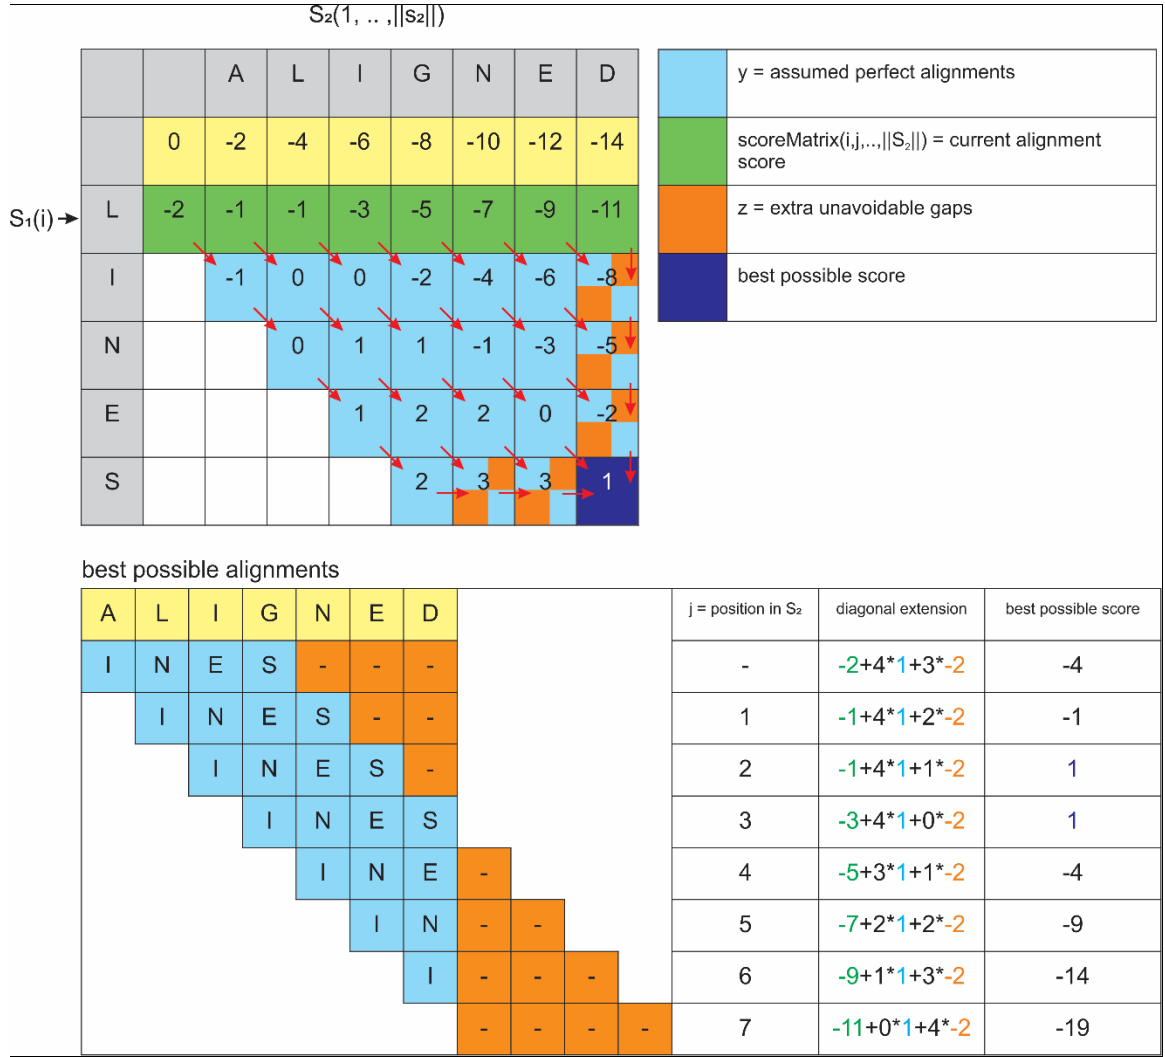 S₂(1, .. ,||s₂||)
A L I G N E D
0 -2 -4 -6 -8 -10 -12 -14
S₁(i) L -2 -1 -1 -3 -5 -7 -9 -11
I -1 0 0 -2 -4 -6 -8
N 0 1 1 -1 -3 -5
E 1 2 2 0 -2
S 2 3 3 1
y = assumed perfect alignments
scoreMatrix(i,j,..,||S₂||) = current alignment
score
z = extra unavoidable gaps
best possible score
best possible alignments
A L I G N E D j = position in S₂ diagonal extension best possible score
I N E S - - - - -2+4*1+3*-2 -4
I N E S - - 1 -1+4*1+2*-2 -1
I N E S - 2 -1+4*1+1*-2 1
I N E S 3 -3+4*1+0*-2 1
I N E - 4 -5+3*1+1*-2 -4
I N - - 5 -7+2*1+2*-2 -9
I - - - 6 -9+1*1+3*-2 -14
- - - - 7 -11+0*1+4*-2 -19